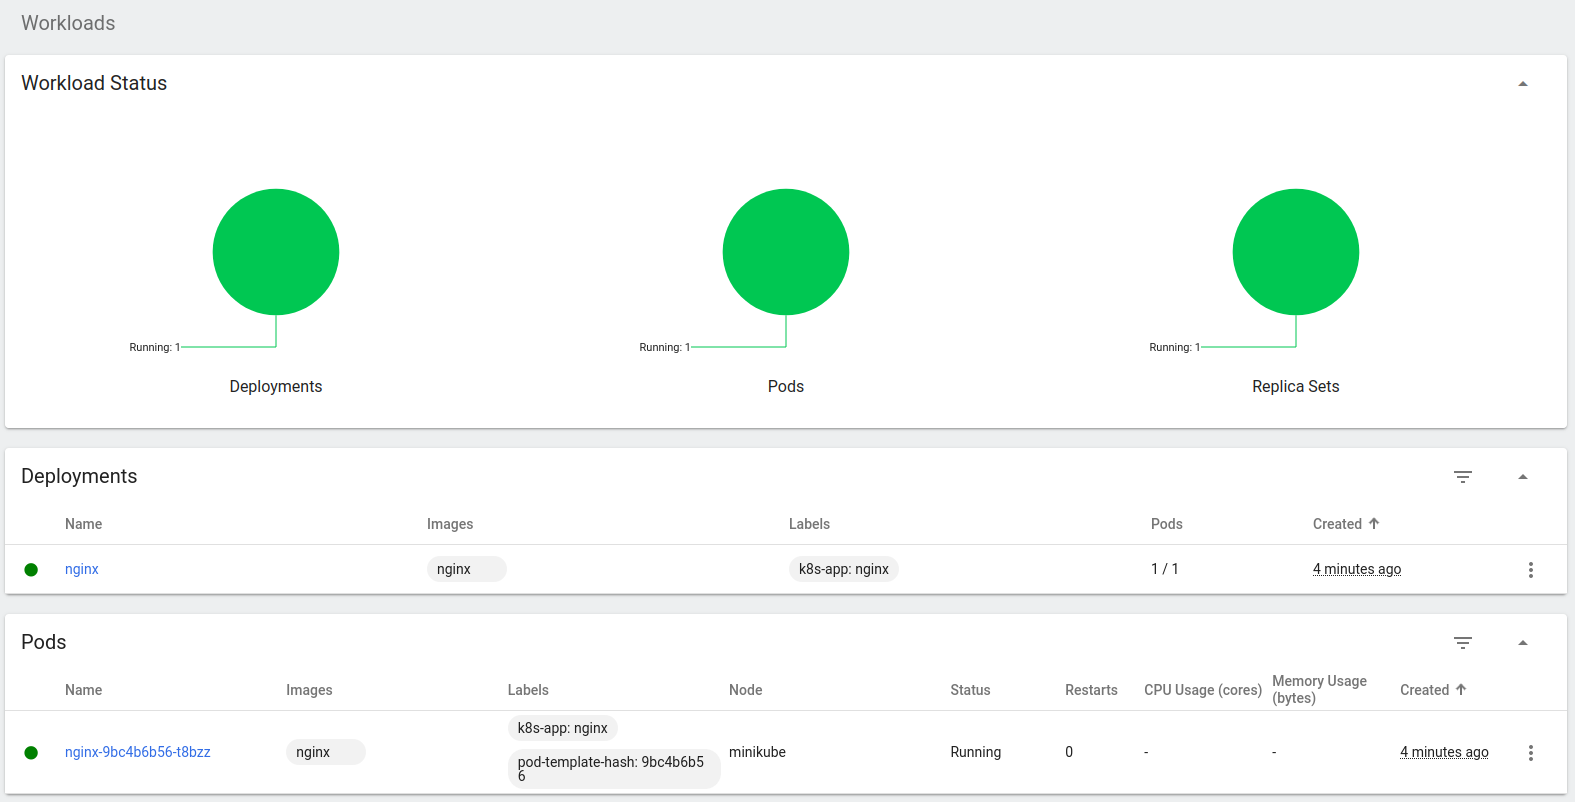 Workloads
Workload Status
Running: 1
Running: 1
Running: 1
Deployments
Pods
Replica Sets
Deployments
Name Images Labels Pods Created
nginx nginx k8s-app: nginx 1 / 1 4 minutes ago
Pods
Name Images Labels Node Status Restarts CPU Usage (cores) Memory Usage
(bytes) Created
k8s-app: nginx
nginx-9bc4b6b56-t8bzz nginx minikube Running 0 - - 4 minutes ago
pod-template-hash: 9bc4b6b5
6